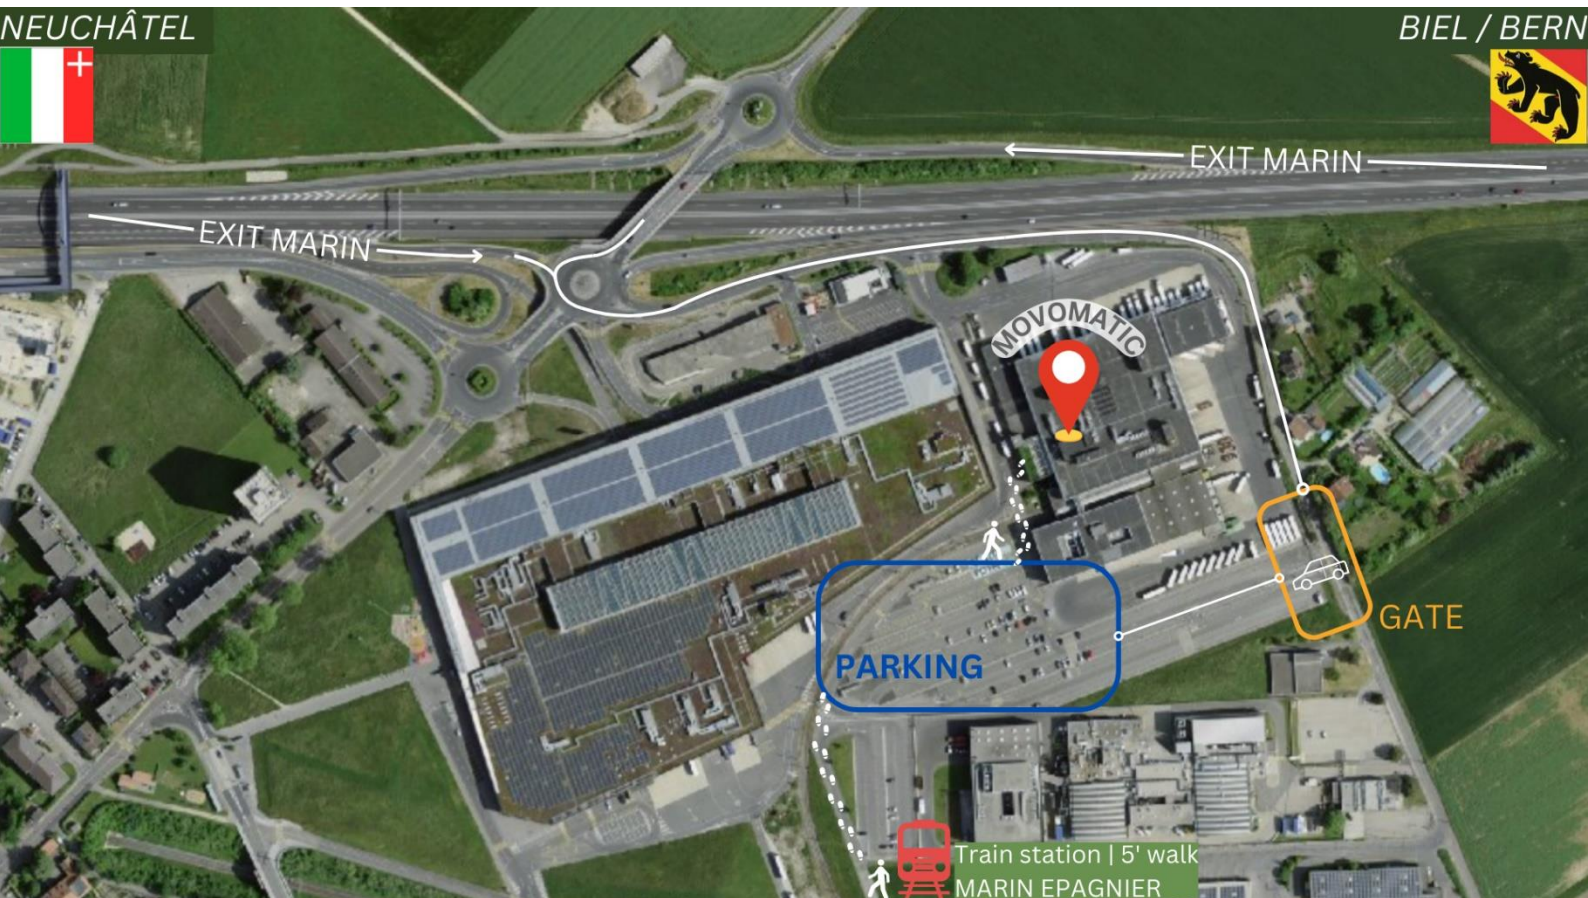 NEUCHÂTEL
BIEL / BERN
EXIT MARIN
EXIT MARIN
MOVOMATIC
GATE
PARKING
Train station | 5' walk
MARIN EPAGNIER